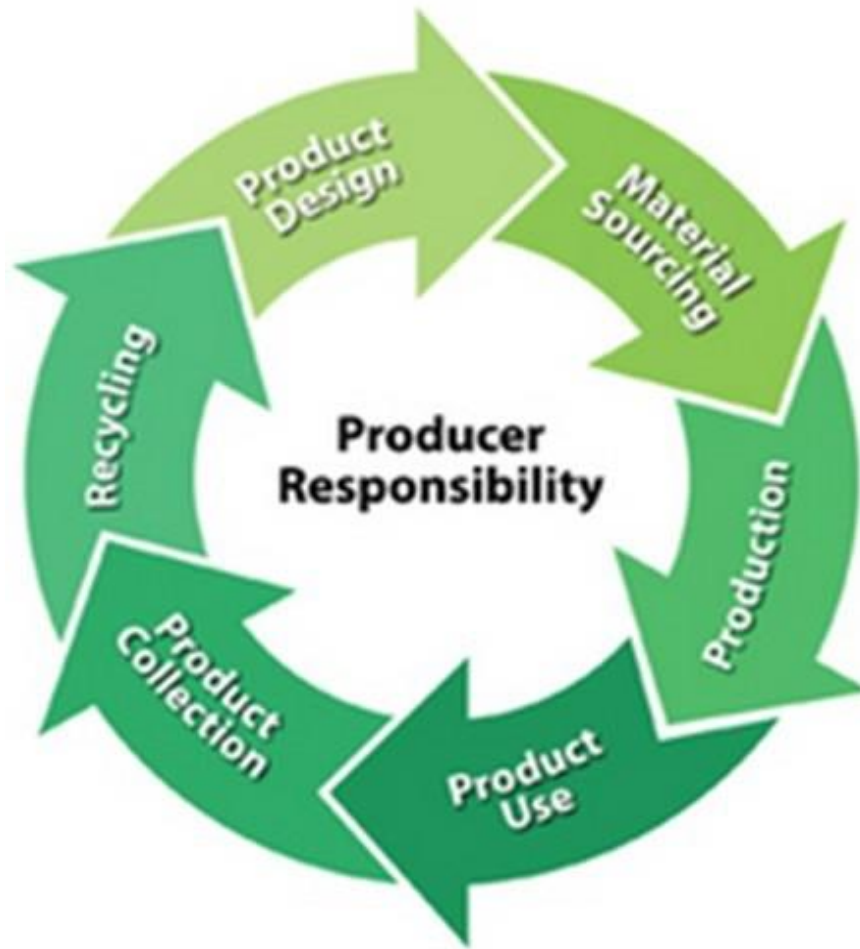 Product
Design
Material
Sourcing
Production
Product
Use
Product
Collection
Recycling
Producer
Responsibility